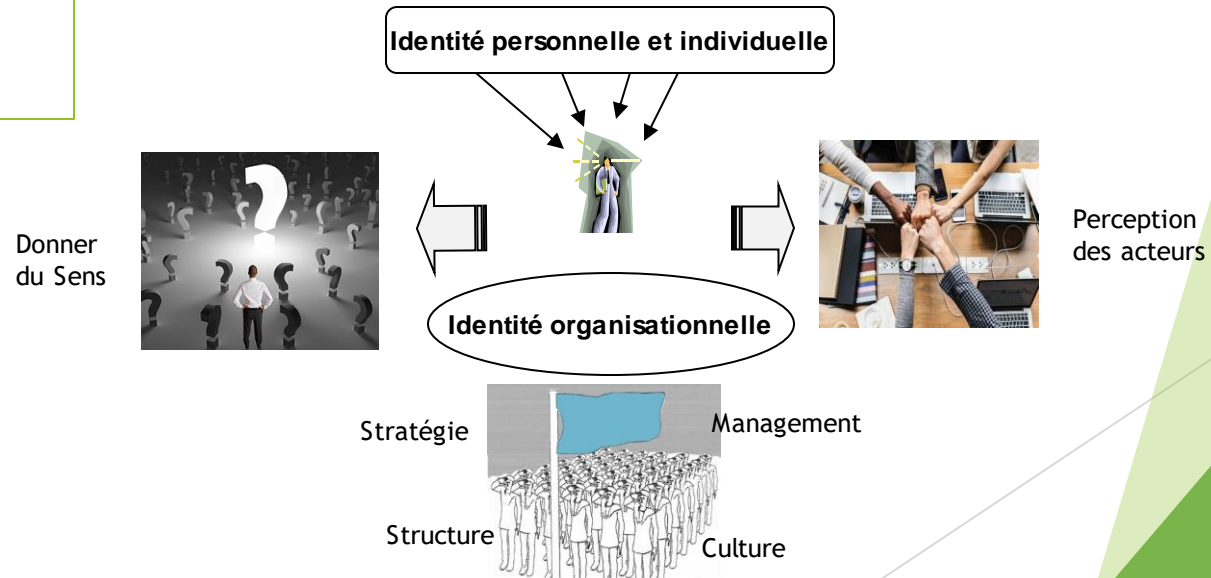 Identité personnelle et individuelle
Donner
du Sens
Perception
des acteurs
Identité organisationnelle
Stratégie
Management
Structure
Culture